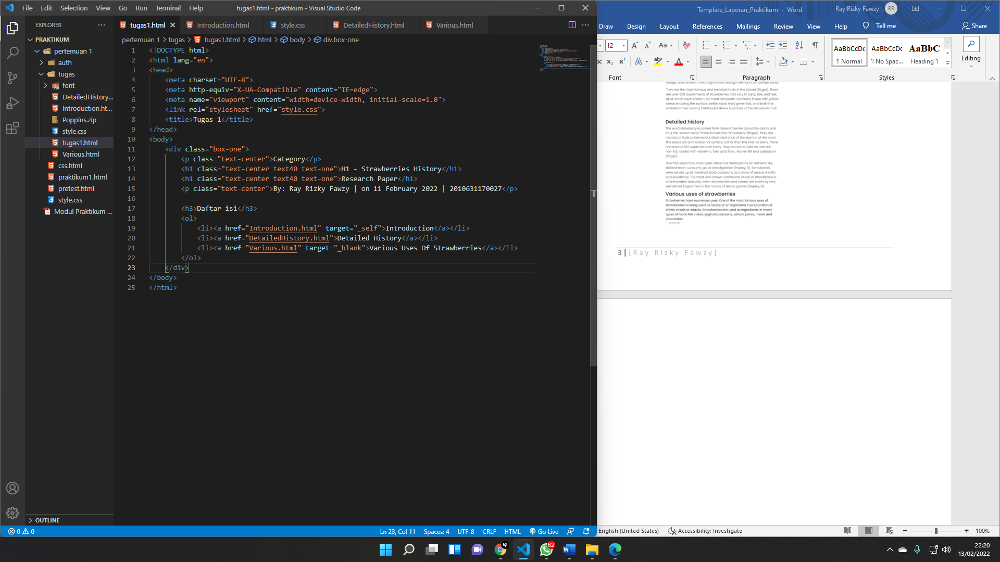 File Edit Selection View Go Run Terminal Help
tugas1.html - praktikum - Visual Studio Code
EXPLORER
PRAKTIKUM
pertemuan 1
auth
tugas
font
DetailedHistory...
Introduction.ht...
Poppins.zip
style.css
tugas1.html
Various.html
css.html
praktikum1.html
pretest.html
style.css
Modul Praktikum ...
OUTLINE
tugas1.html Introduction.html style.css DetailedHistory.html Various.html
pertemuan 1 > tugas > tugas1.html > html > body > div.box-one
1 <!DOCTYPE html>
2 <html lang="en">
3 <head>
4 <meta charset="UTF-8">
5 <meta http-equiv="X-UA-Compatible" content="IE=edge">
6 <meta name="viewport" content="width=device-width, initial-scale=1.0">
7 <link rel="stylesheet" href="style.css">
8 <title>Tugas 1</title>
9 </head>
10 <body>
11 <div class="box-one">
12 <p class="text-center">Category</p>
13 <h1 class="text-center text40 text-one">H1 - Strawberries History</h1>
14 <h1 class="text-center text40 text-one">Research Paper</h1>
15 <p class="text-center">By: Ray Rizky Fawzy | on 11 February 2022 | 2010631170027</p>
16
17 <h3>Daftar isi</h3>
18 <ol>
19 <li><a href="Introduction.html" target="_self">Introduction</a></li>
20 <li><a href="DetailedHistory.html">Detailed History</a></li>
21 <li><a href="Various.html" target="_blank">Various Uses Of Strawberries</a></li>
22 </ol>
23 </div>
24 </body>
25 </html>
0 0
Ln 23, Col 11 Spaces: 4 UTF-8 CRLF HTML Go Live
Template_Laporan_Praktikum - Word
Ray Rizky Fawzy RR
Draw Design Layout References Mailings Review View Help Tell me Share
12 Aa
AaBbCcDc AaBbCcDc AaBbC
¶ Normal ¶ No Spac... Heading 1
Editing
Font Paragraph Styles
They are the most famous and trendiest fruits in the planet (Roger). There
are over 600 assortments of strawberries that vary in taste, size, and feel;
all of which have similar trait; heart silhouette, red fleshy tissue with yellow
seeds shooting the surface, petite, royal, leafy green lids, and stalk that
embellish their crowns (WHFoods). Below is picture of the strawberry fruit.
Detailed history
The word strawberry is coined from 'strewn' berries about the plants and
thus the "strewn berry" finally turned into "Strawberry" (Roger). They are
not actual fruits or berries but distended ends of the stamen of the plant.
The seeds are on the external surface, rather than the internal berry. There
are around 200 seeds for each berry. They are low in calories and are
non-fat, loaded with vitamin c, folic acid, fiber, vitamin B6 and potassium
(Roger).
Over the years they have been utilized as medications for ailments like,
stained teeth, sunburns, gouts and digestion (Hopley, 9). Strawberries
were served up at medieval state occasions as a show of peace, wealth,
and excellence. The most well-known communal intake of strawberries is
at Wimbledon annually, when strawberries and cream are eaten by very
well attired Englishmen in the middle of tennis games (Hopley, 9).
Various uses of strawberries
Strawberries have numerous uses. One of the most famous uses of
strawberries is being used as recipe or an ingredient in preparation of
drinks, meals or snacks. Strawberries are used as ingredients in many
types of foods like cakes, yoghurts, desserts, salads, juices, meals and
chocolates.
3 | [Ray Rizky Fawzy]
English (United States) Accessibility: Investigate
100%
62
22:20
13/02/2022